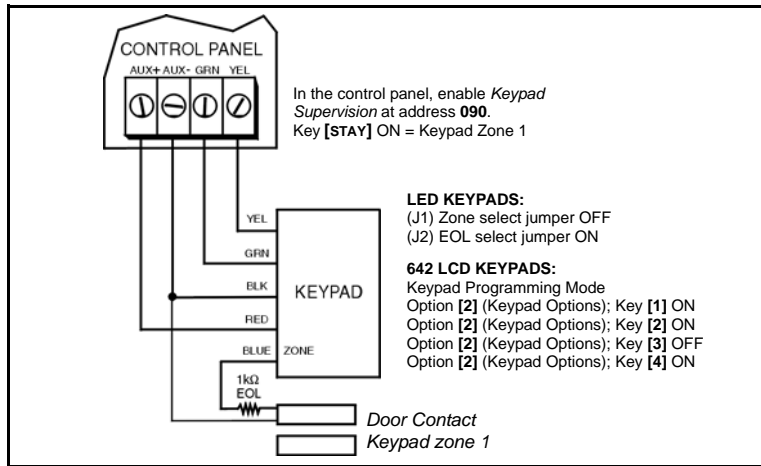 CONTROL PANEL
AUX+ AUX- GRN YEL
In the control panel, enable Keypad
Supervision at address 090.
Key [STAY] ON = Keypad Zone 1
LED KEYPADS:
(J1) Zone select jumper OFF
(J2) EOL select jumper ON
642 LCD KEYPADS:
Keypad Programming Mode
Option [2] (Keypad Options); Key [1] ON
Option [2] (Keypad Options); Key [2] ON
Option [2] (Keypad Options); Key [3] OFF
Option [2] (Keypad Options); Key [4] ON
YEL
GRN
BLK
KEYPAD
RED
BLUE ZONE
1kΩ
EOL
Door Contact
Keypad zone 1